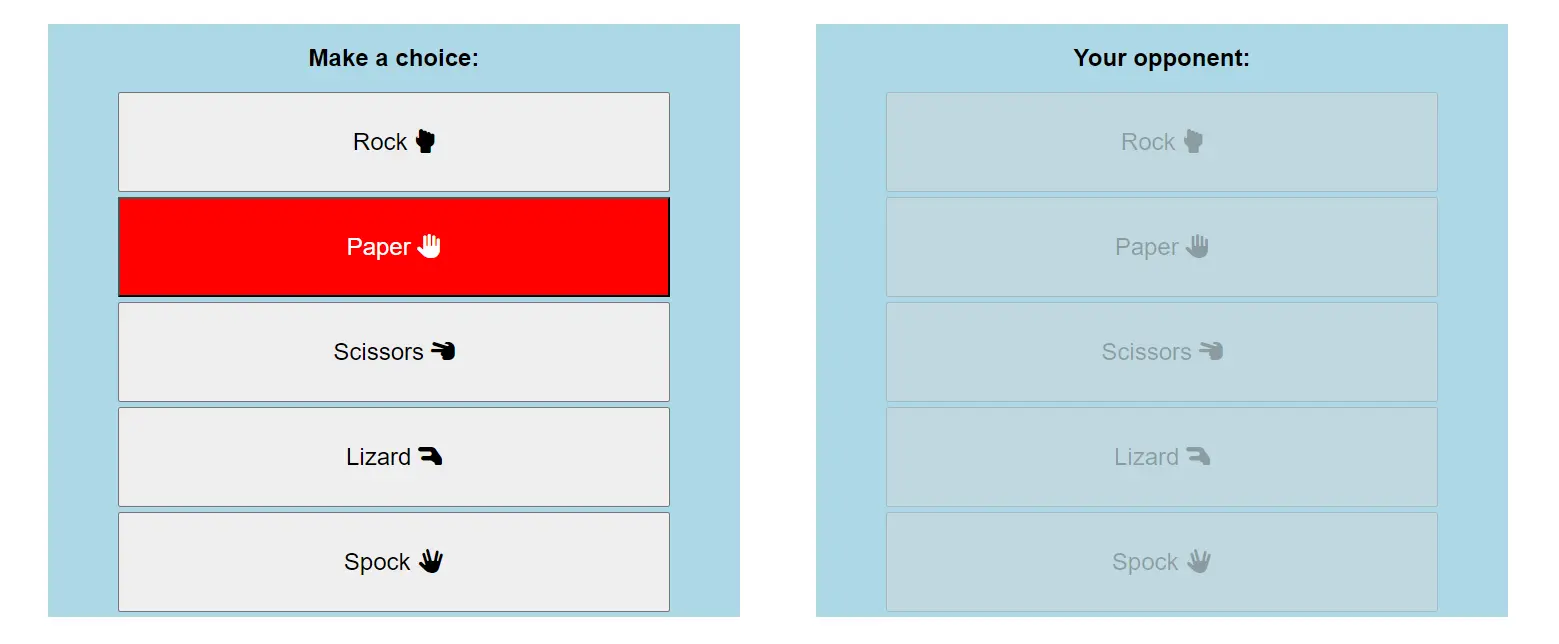 Make a choice:
Rock
Paper
Scissors
Lizard
Spock
Your opponent:
Rock
Paper
Scissors
Lizard
Spock